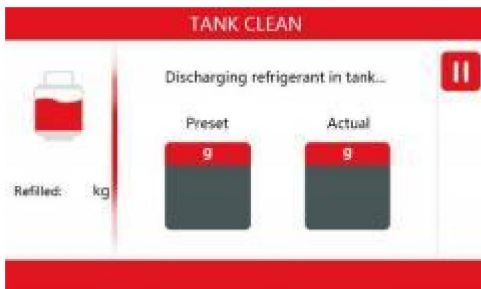 TANK CLEAN
Discharging refrigerant in tank...
Preset Actual
g g
Refilled: kg